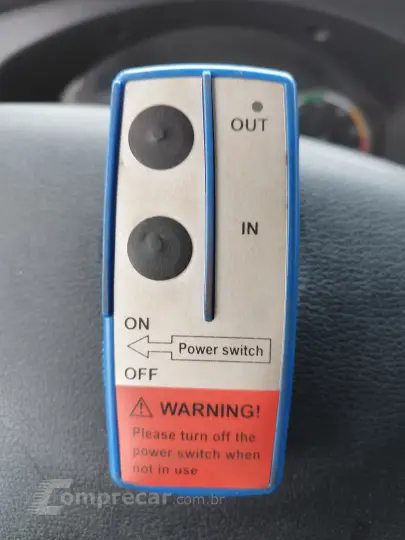 OUT
IN
ON
Power switch
OFF
⚠ WARNING!
Please turn off the
power switch when
not in use
Comprecar.com.br